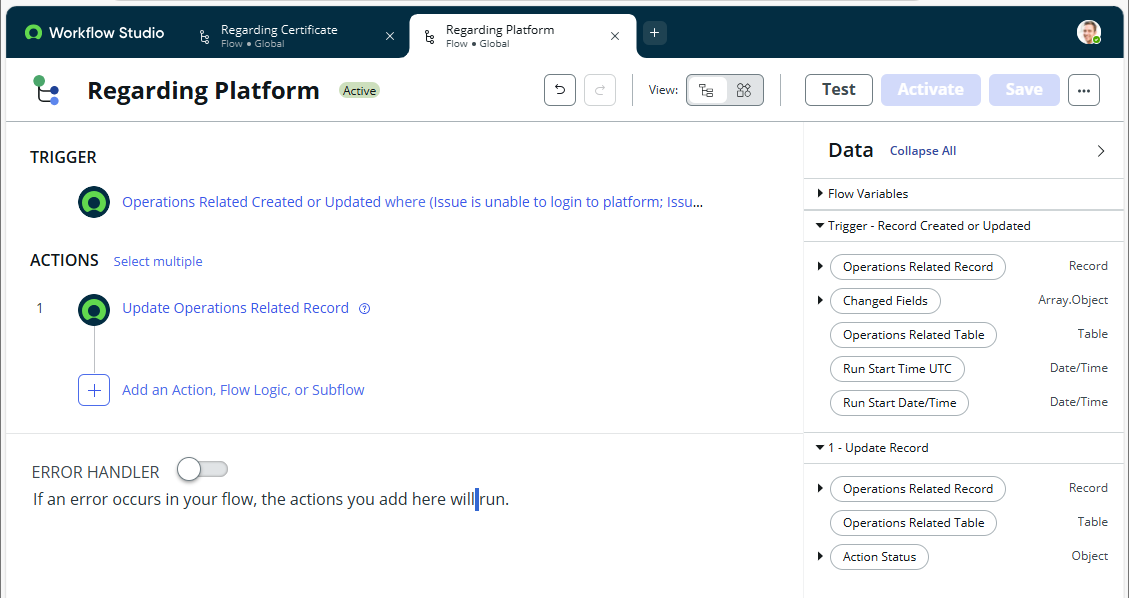 Workflow Studio
Regarding Certificate
Flow • Global
Regarding Platform
Flow • Global
Regarding Platform
Active
View:
Test
Activate
Save
TRIGGER
Operations Related Created or Updated where (Issue is unable to login to platform; Issu...
ACTIONS
Select multiple
1
Update Operations Related Record
Add an Action, Flow Logic, or Subflow
ERROR HANDLER
If an error occurs in your flow, the actions you add here will run.
Data
Collapse All
Flow Variables
Trigger - Record Created or Updated
Operations Related Record Record
Changed Fields Array.Object
Operations Related Table Table
Run Start Time UTC Date/Time
Run Start Date/Time Date/Time
1 - Update Record
Operations Related Record Record
Operations Related Table Table
Action Status Object